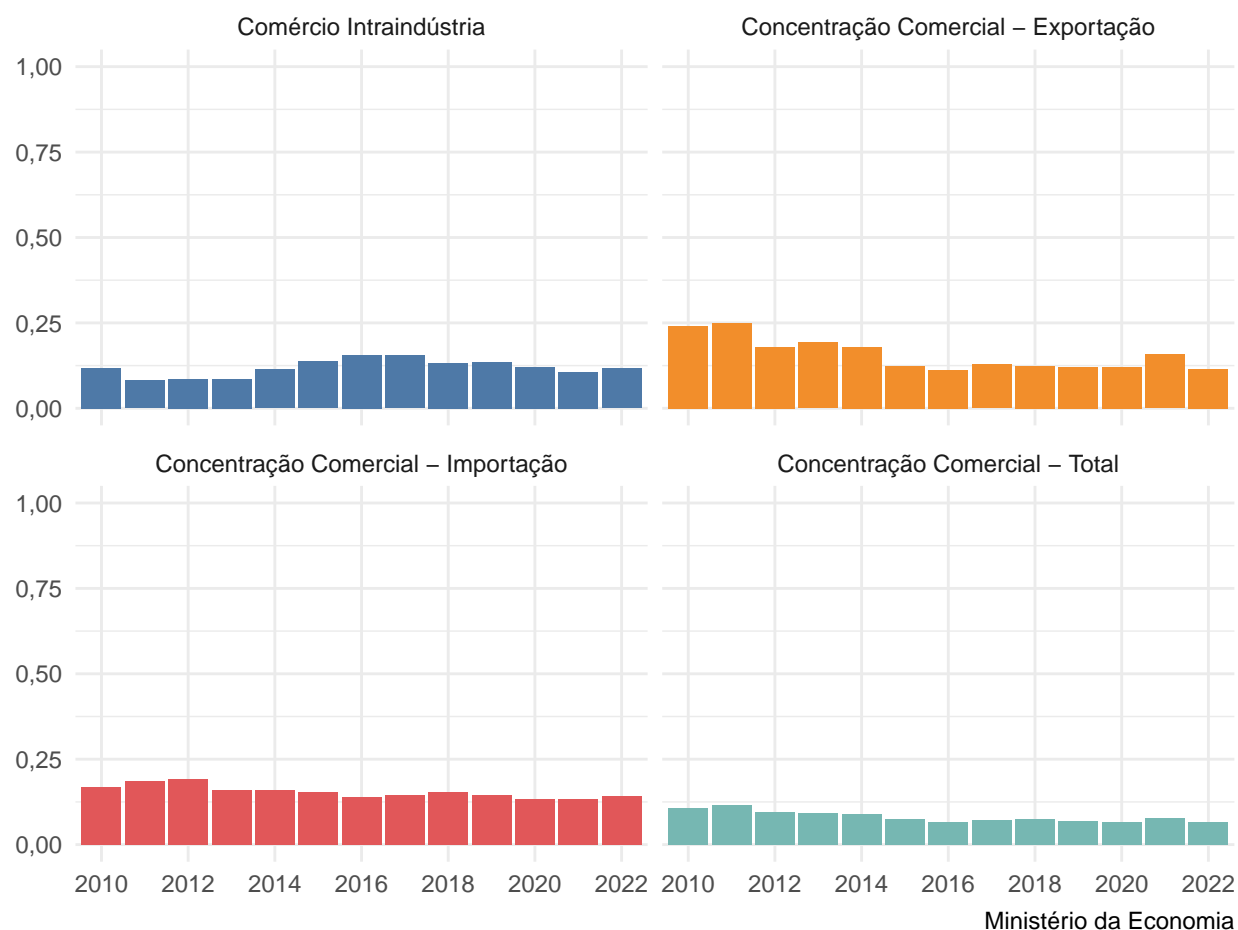 Comércio Intraindústria
Concentração Comercial – Exportação
1,00
0,75
0,50
0,25
0,00
Concentração Comercial – Importação
Concentração Comercial – Total
1,00
0,75
0,50
0,25
0,00
2010 2012 2014 2016 2018 2020 2022
2010 2012 2014 2016 2018 2020 2022
Ministério da Economia